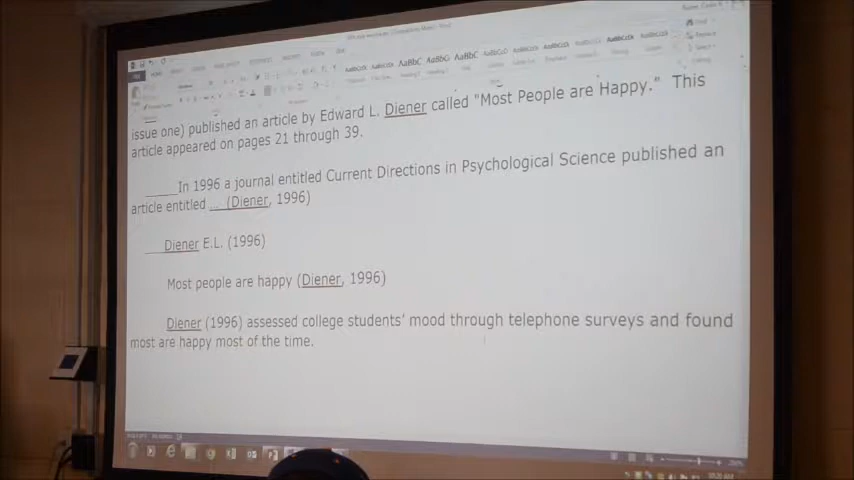 issue one) published an article by Edward L. Diener called "Most People are Happy." This
article appeared on pages 21 through 39.
______In 1996 a journal entitled Current Directions in Psychological Science published an
article entitled ... (Diener, 1996)
Diener E.L. (1996)
Most people are happy (Diener, 1996)
Diener (1996) assessed college students' mood through telephone surveys and found
most are happy most of the time.